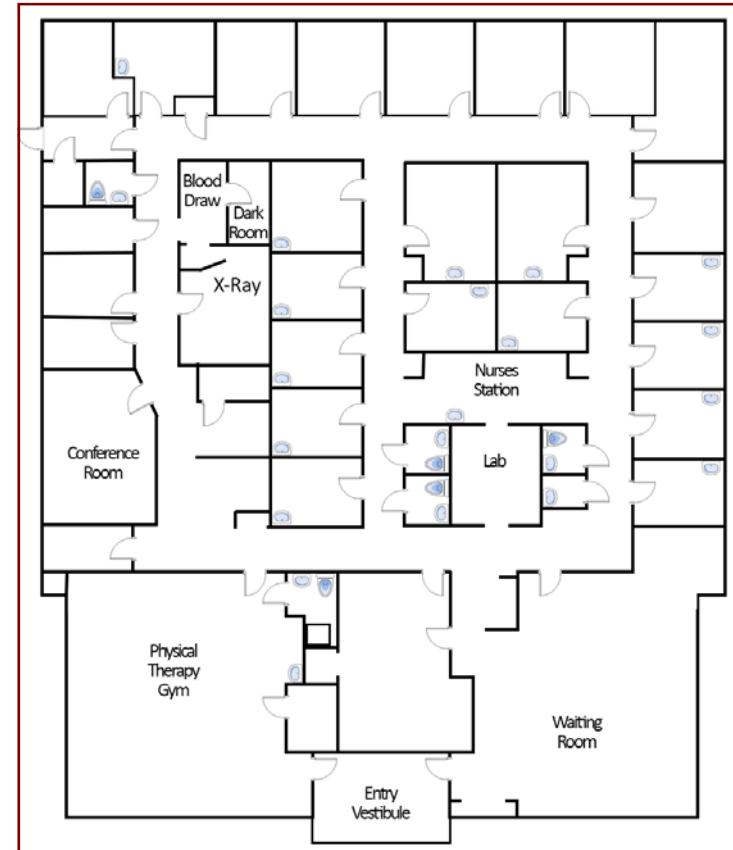 Blood
Draw
Dark
Room
X-Ray
Nurses
Station
Conference
Room
Lab
Physical
Therapy
Gym
Waiting
Room
Entry
Vestibule